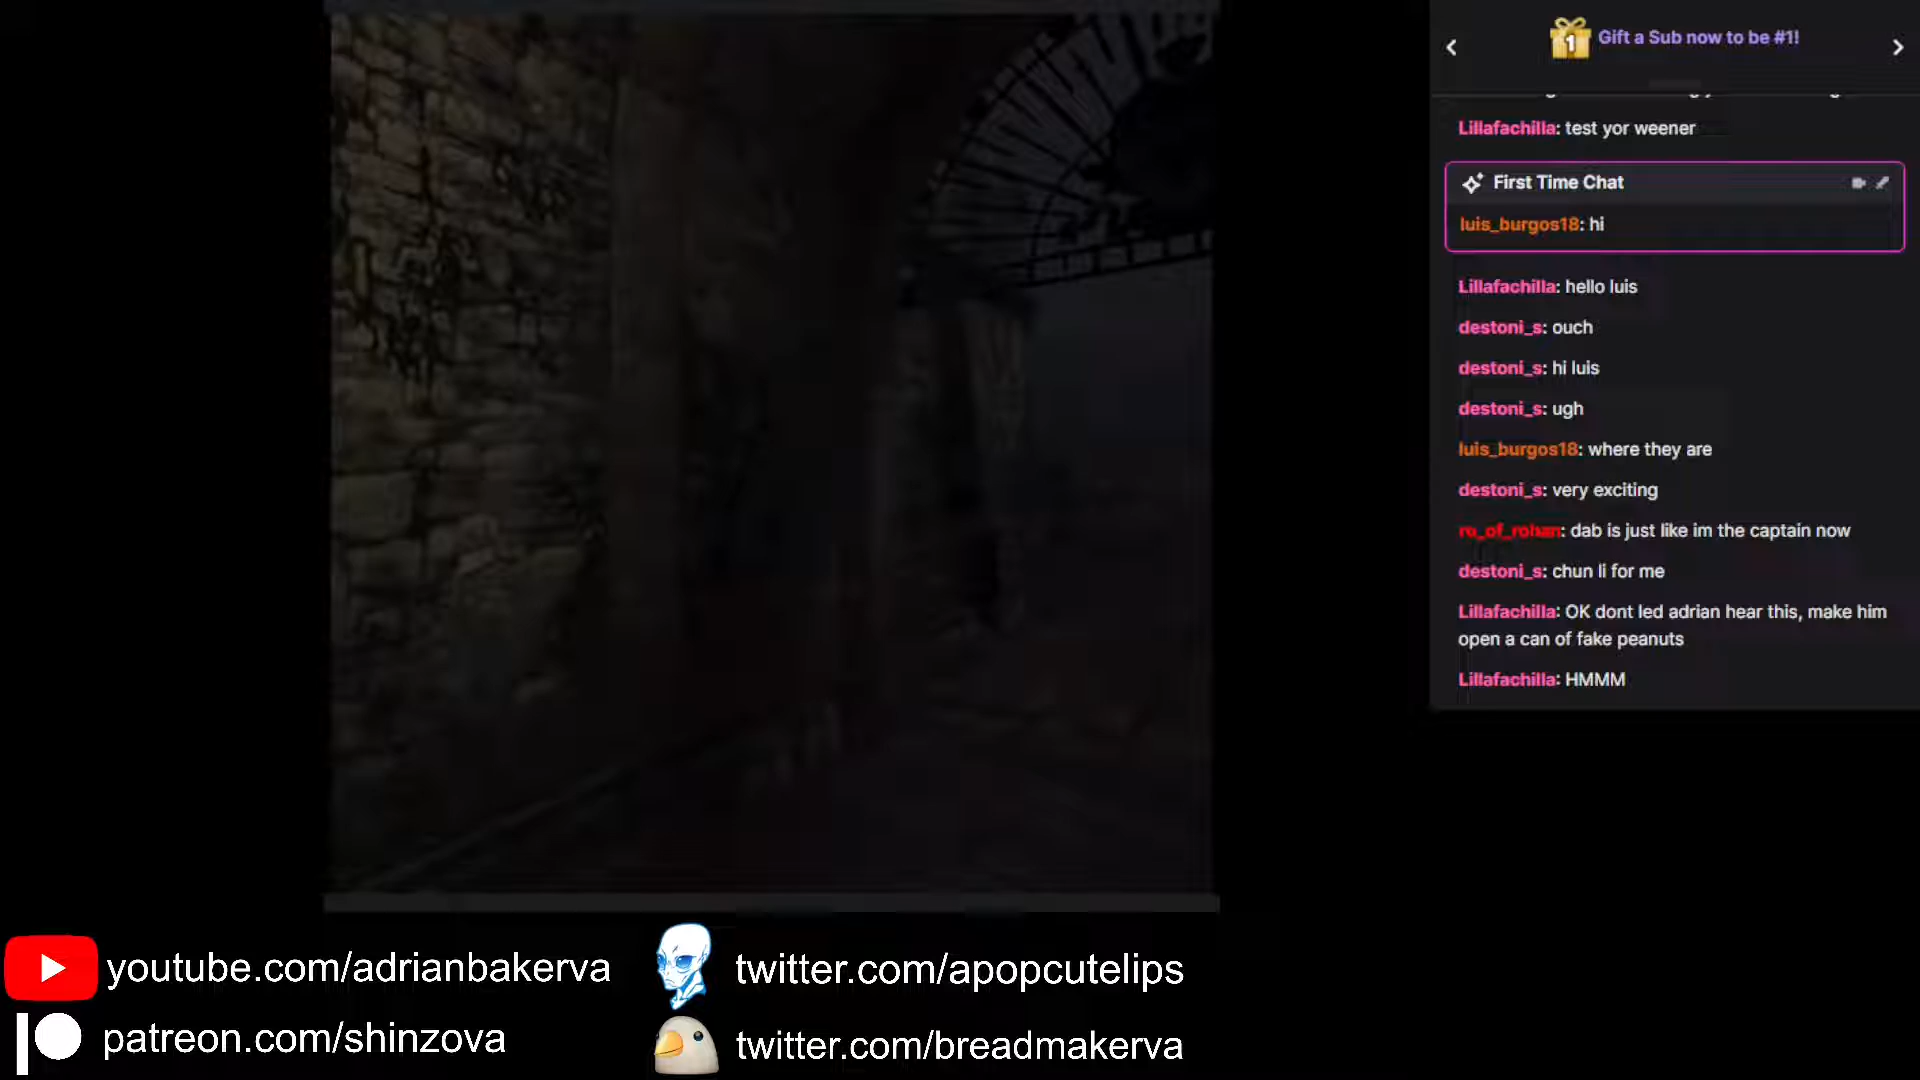 Gift a Sub now to be #1!
1
Lillafachilla: test yor weener
First Time Chat
luis_burgos18: hi
Lillafachilla: hello luis
destoni_s: ouch
destoni_s: hi luis
destoni_s: ugh
luis_burgos18: where they are
destoni_s: very exciting
ro_of_rohan: dab is just like im the captain now
destoni_s: chun li for me
Lillafachilla: OK dont led adrian hear this, make him
open a can of fake peanuts
Lillafachilla: HMMM
youtube.com/adrianbakerva
twitter.com/apopcutelips
patreon.com/shinzova
twitter.com/breadmakerva